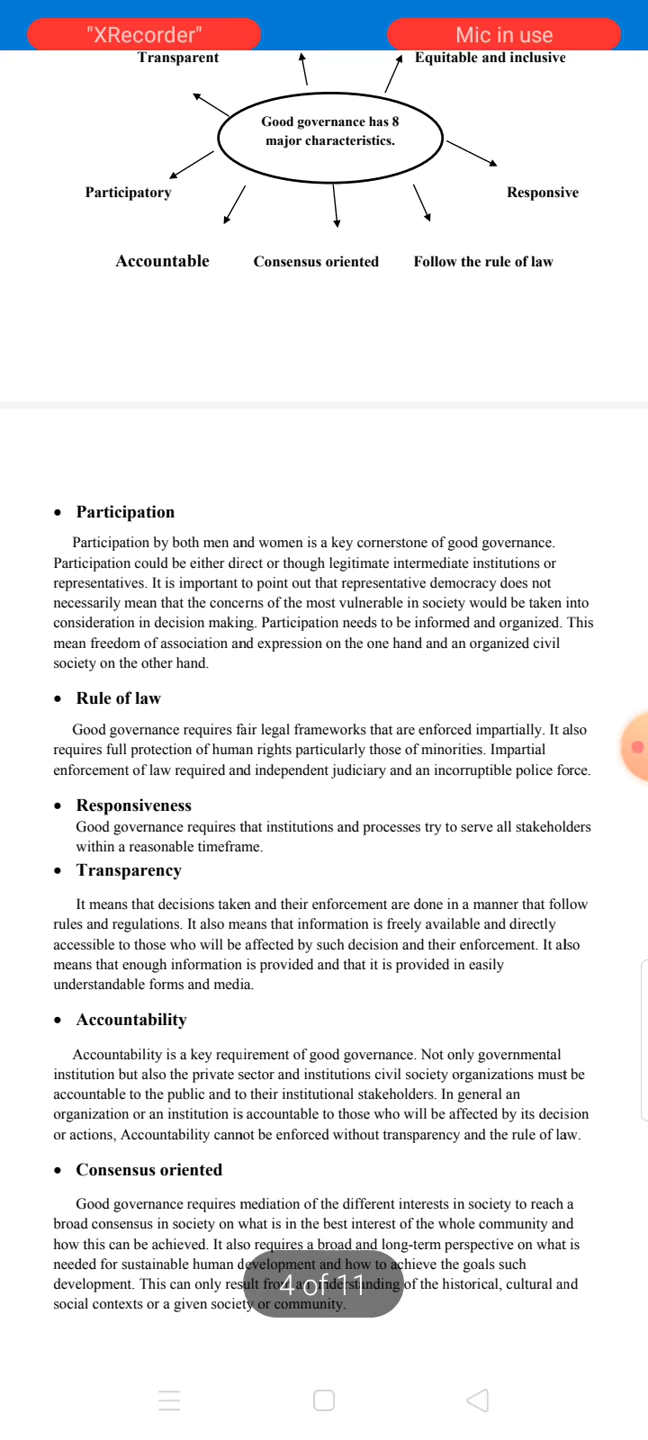 "XRecorder"
Mic in use
Transparent
Equitable and inclusive
Good governance has 8
major characteristics.
Participatory
Responsive
Accountable
Consensus oriented
Follow the rule of law
• Participation
Participation by both men and women is a key cornerstone of good governance.
Participation could be either direct or though legitimate intermediate institutions or
representatives. It is important to point out that representative democracy does not
necessarily mean that the concerns of the most vulnerable in society would be taken into
consideration in decision making. Participation needs to be informed and organized. This
mean freedom of association and expression on the one hand and an organized civil
society on the other hand.
• Rule of law
Good governance requires fair legal frameworks that are enforced impartially. It also
requires full protection of human rights particularly those of minorities. Impartial
enforcement of law required and independent judiciary and an incorruptible police force.
• Responsiveness
Good governance requires that institutions and processes try to serve all stakeholders
within a reasonable timeframe.
• Transparency
It means that decisions taken and their enforcement are done in a manner that follow
rules and regulations. It also means that information is freely available and directly
accessible to those who will be affected by such decision and their enforcement. It also
means that enough information is provided and that it is provided in easily
understandable forms and media.
• Accountability
Accountability is a key requirement of good governance. Not only governmental
institution but also the private sector and institutions civil society organizations must be
accountable to the public and to their institutional stakeholders. In general an
organization or an institution is accountable to those who will be affected by its decision
or actions, Accountability cannot be enforced without transparency and the rule of law.
• Consensus oriented
Good governance requires mediation of the different interests in society to reach a
broad consensus in society on what is in the best interest of the whole community and
how this can be achieved. It also requires a broad and long-term perspective on what is
needed for sustainable human development and how to achieve the goals such
development. This can only result from an understanding of the historical, cultural and
social contexts or a given society or community.
4 of 11